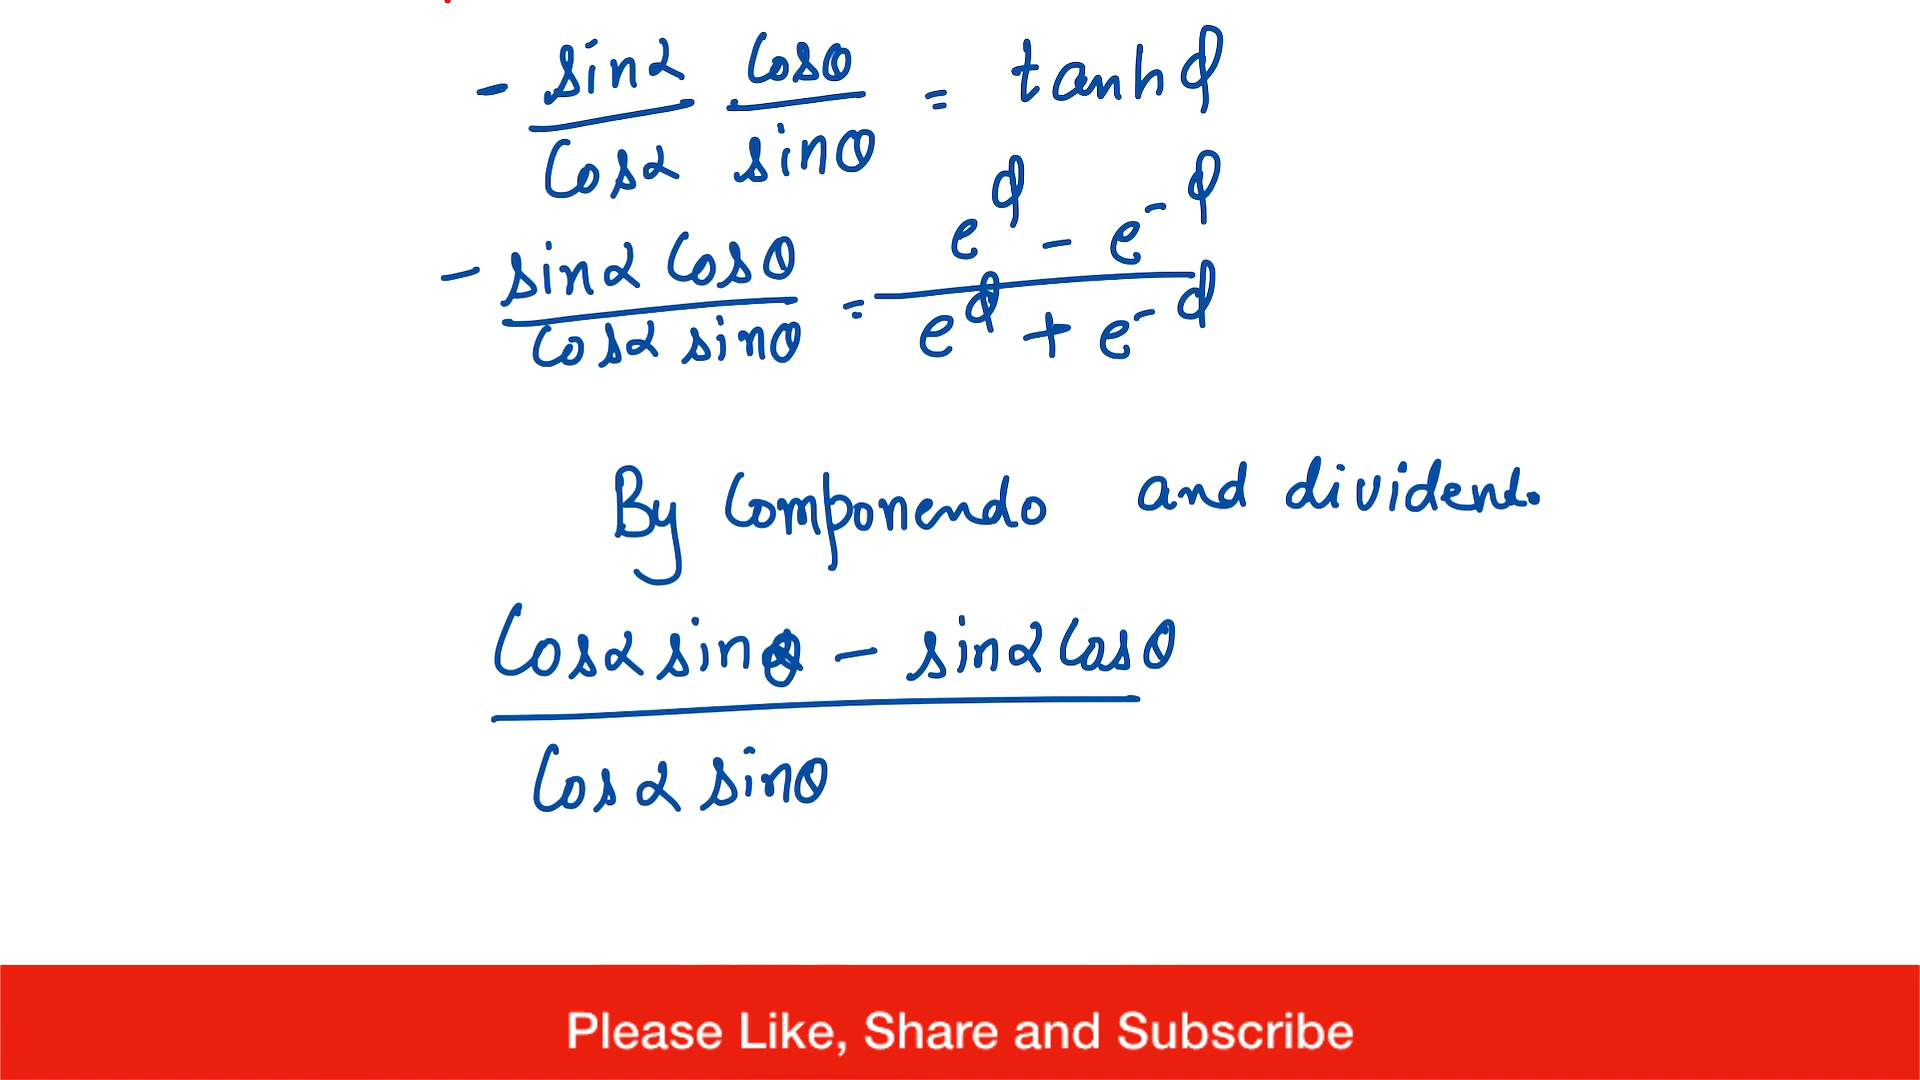 - sinα/cosα cosθ/sinθ = tanhφ
- sinα cosθ / cosα sinθ = e^φ - e^-φ / e^φ + e^-φ
By Componendo and dividend.
Cosα sinθ - sinα cosθ
Cosα sinθ
Please Like, Share and Subscribe